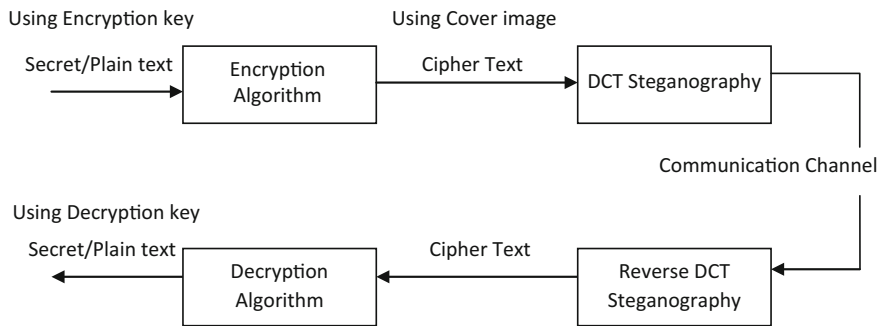 Using Encryption key
Using Cover image
Secret/Plain text
Encryption
Algorithm
Cipher Text
DCT Steganography
Communication Channel
Using Decryption key
Secret/Plain text
Decryption
Algorithm
Cipher Text
Reverse DCT
Steganography